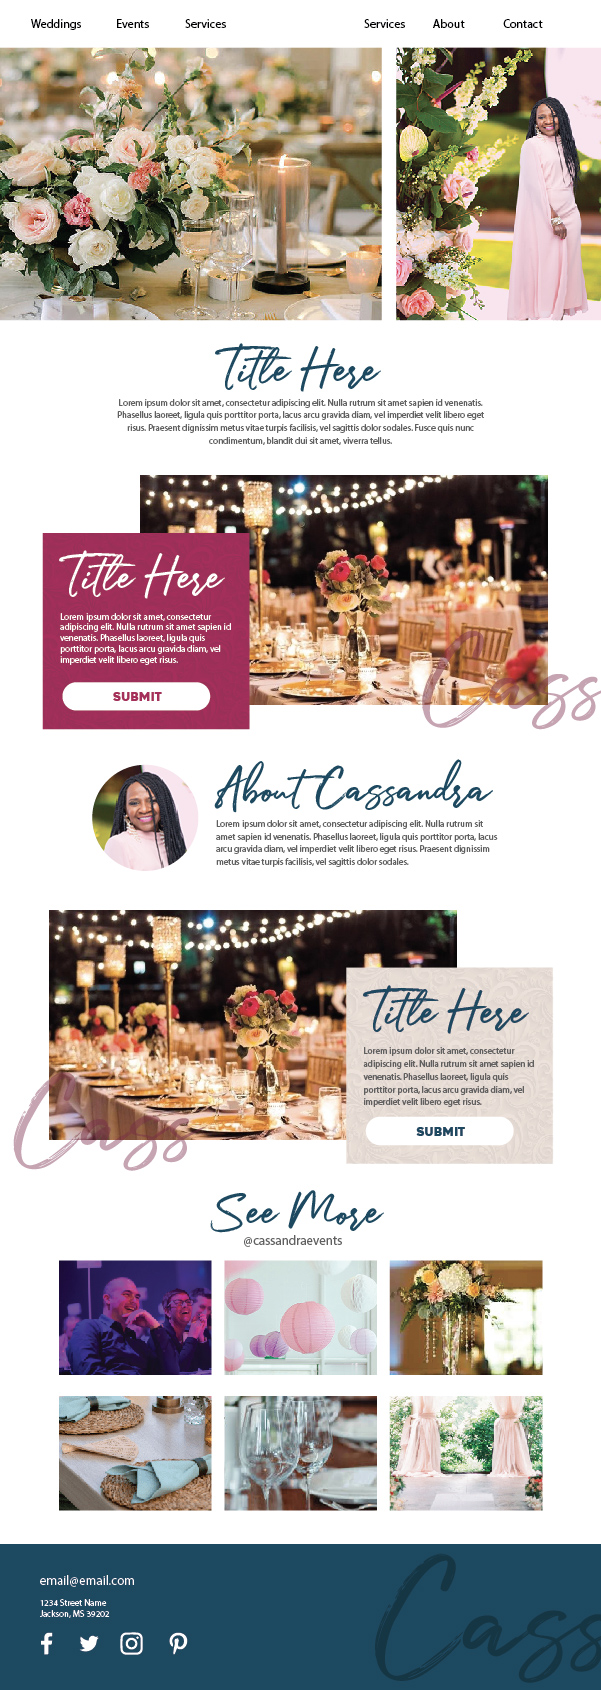 Weddings Events Services Services About Contact
Title Here
Lorem ipsum dolor sit amet, consectetur adipiscing elit. Nulla rutrum sit amet sapien id venenatis.
Phasellus laoreet, ligula quis porttitor porta, lacus arcu gravida diam, vel imperdiet velit libero eget
risus. Praesent dignissim metus vitae turpis facilisis, vel sagittis dolor sodales. Fusce quis nunc
condimentum, blandit dui sit amet, viverra tellus.
Title Here
Lorem ipsum dolor sit amet, consectetur
adipiscing elit. Nulla rutrum sit amet sapien id
venenatis. Phasellus laoreet, ligula quis
porttitor porta, lacus arcu gravida diam, vel
imperdiet velit libero eget risus.
SUBMIT
Cass
About Cassandra
Lorem ipsum dolor sit amet, consectetur adipiscing elit. Nulla rutrum sit
amet sapien id venenatis. Phasellus laoreet, ligula quis porttitor porta, lacus
arcu gravida diam, vel imperdiet velit libero eget risus. Praesent dignissim
metus vitae turpis facilisis, vel sagittis dolor sodales.
Title Here
Lorem ipsum dolor sit amet, consectetur
adipiscing elit. Nulla rutrum sit amet sapien id
venenatis. Phasellus laoreet, ligula quis
porttitor porta, lacus arcu gravida diam, vel
imperdiet velit libero eget risus.
SUBMIT
Cass
See More
@cassandraevents
email@email.com
1234 Street Name
Jackson, MS 39202
Cass